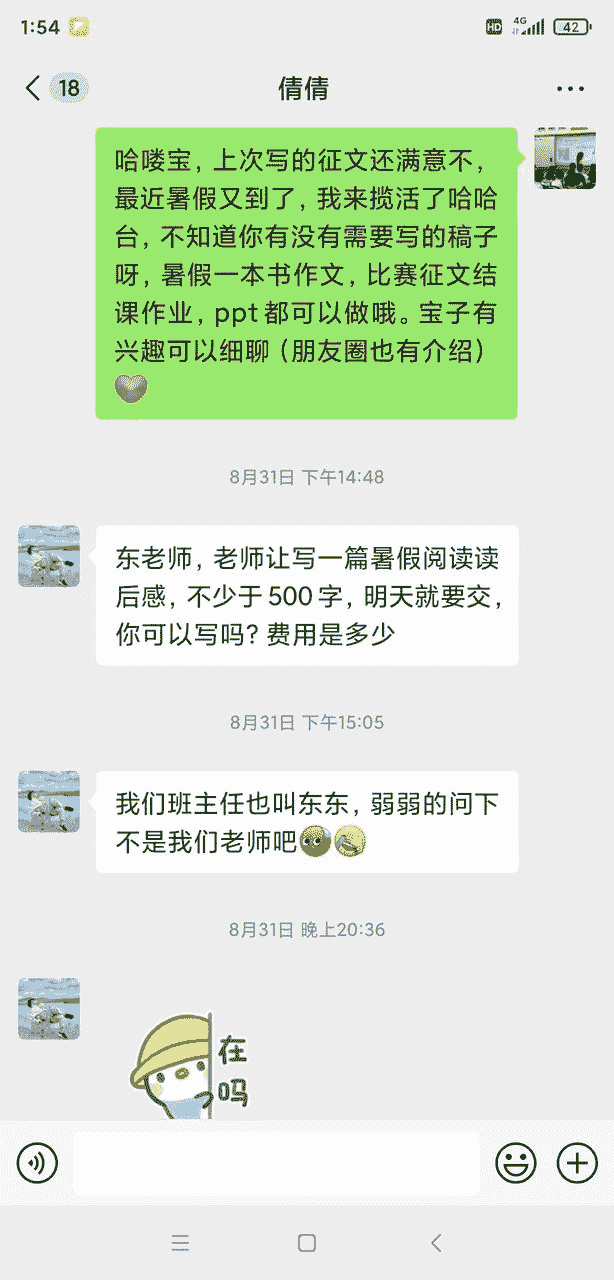 1:54
HD 4G 42
18 倩倩
哈喽宝，上次写的征文还满意不，
最近暑假又到了，我来揽活了哈哈
台，不知道你有没有需要写的稿子
呀，暑假一本书作文，比赛征文结
课作业，ppt都可以做哦。宝子有
兴趣可以细聊（朋友圈也有介绍）
8月31日 下午14:48
东老师，老师让写一篇暑假阅读读
后感，不少于500字，明天就要交，
你可以写吗？费用是多少
8月31日 下午15:05
我们班主任也叫东东，弱弱的问下
不是我们老师吧
8月31日 晚上20:36
在
吗